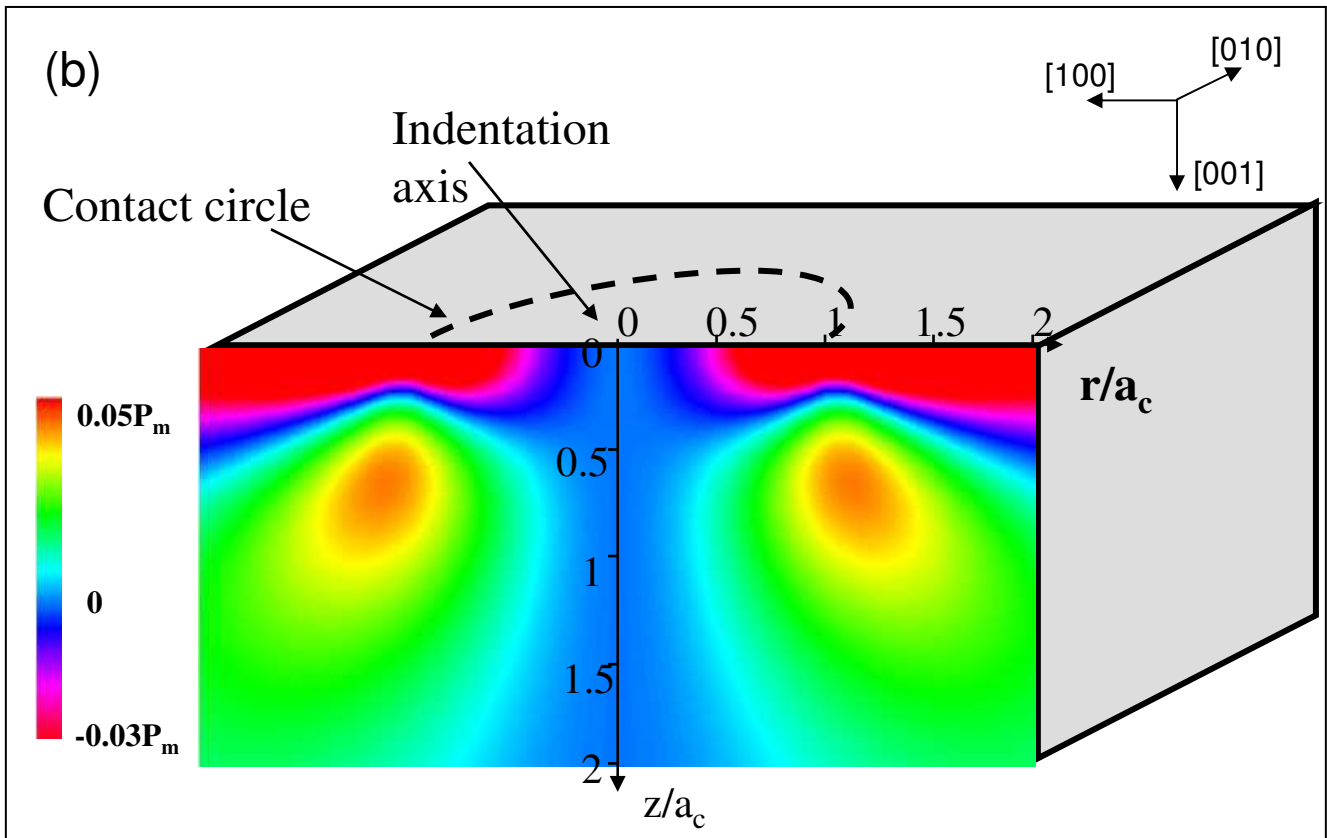 (b)
[010]
[100]
[001]
Indentation
axis
Contact circle
0 0.5 1 1.5 2
0
r/a_c
0.05P_m
0.5
0
1
1.5
-0.03P_m
2
z/a_c